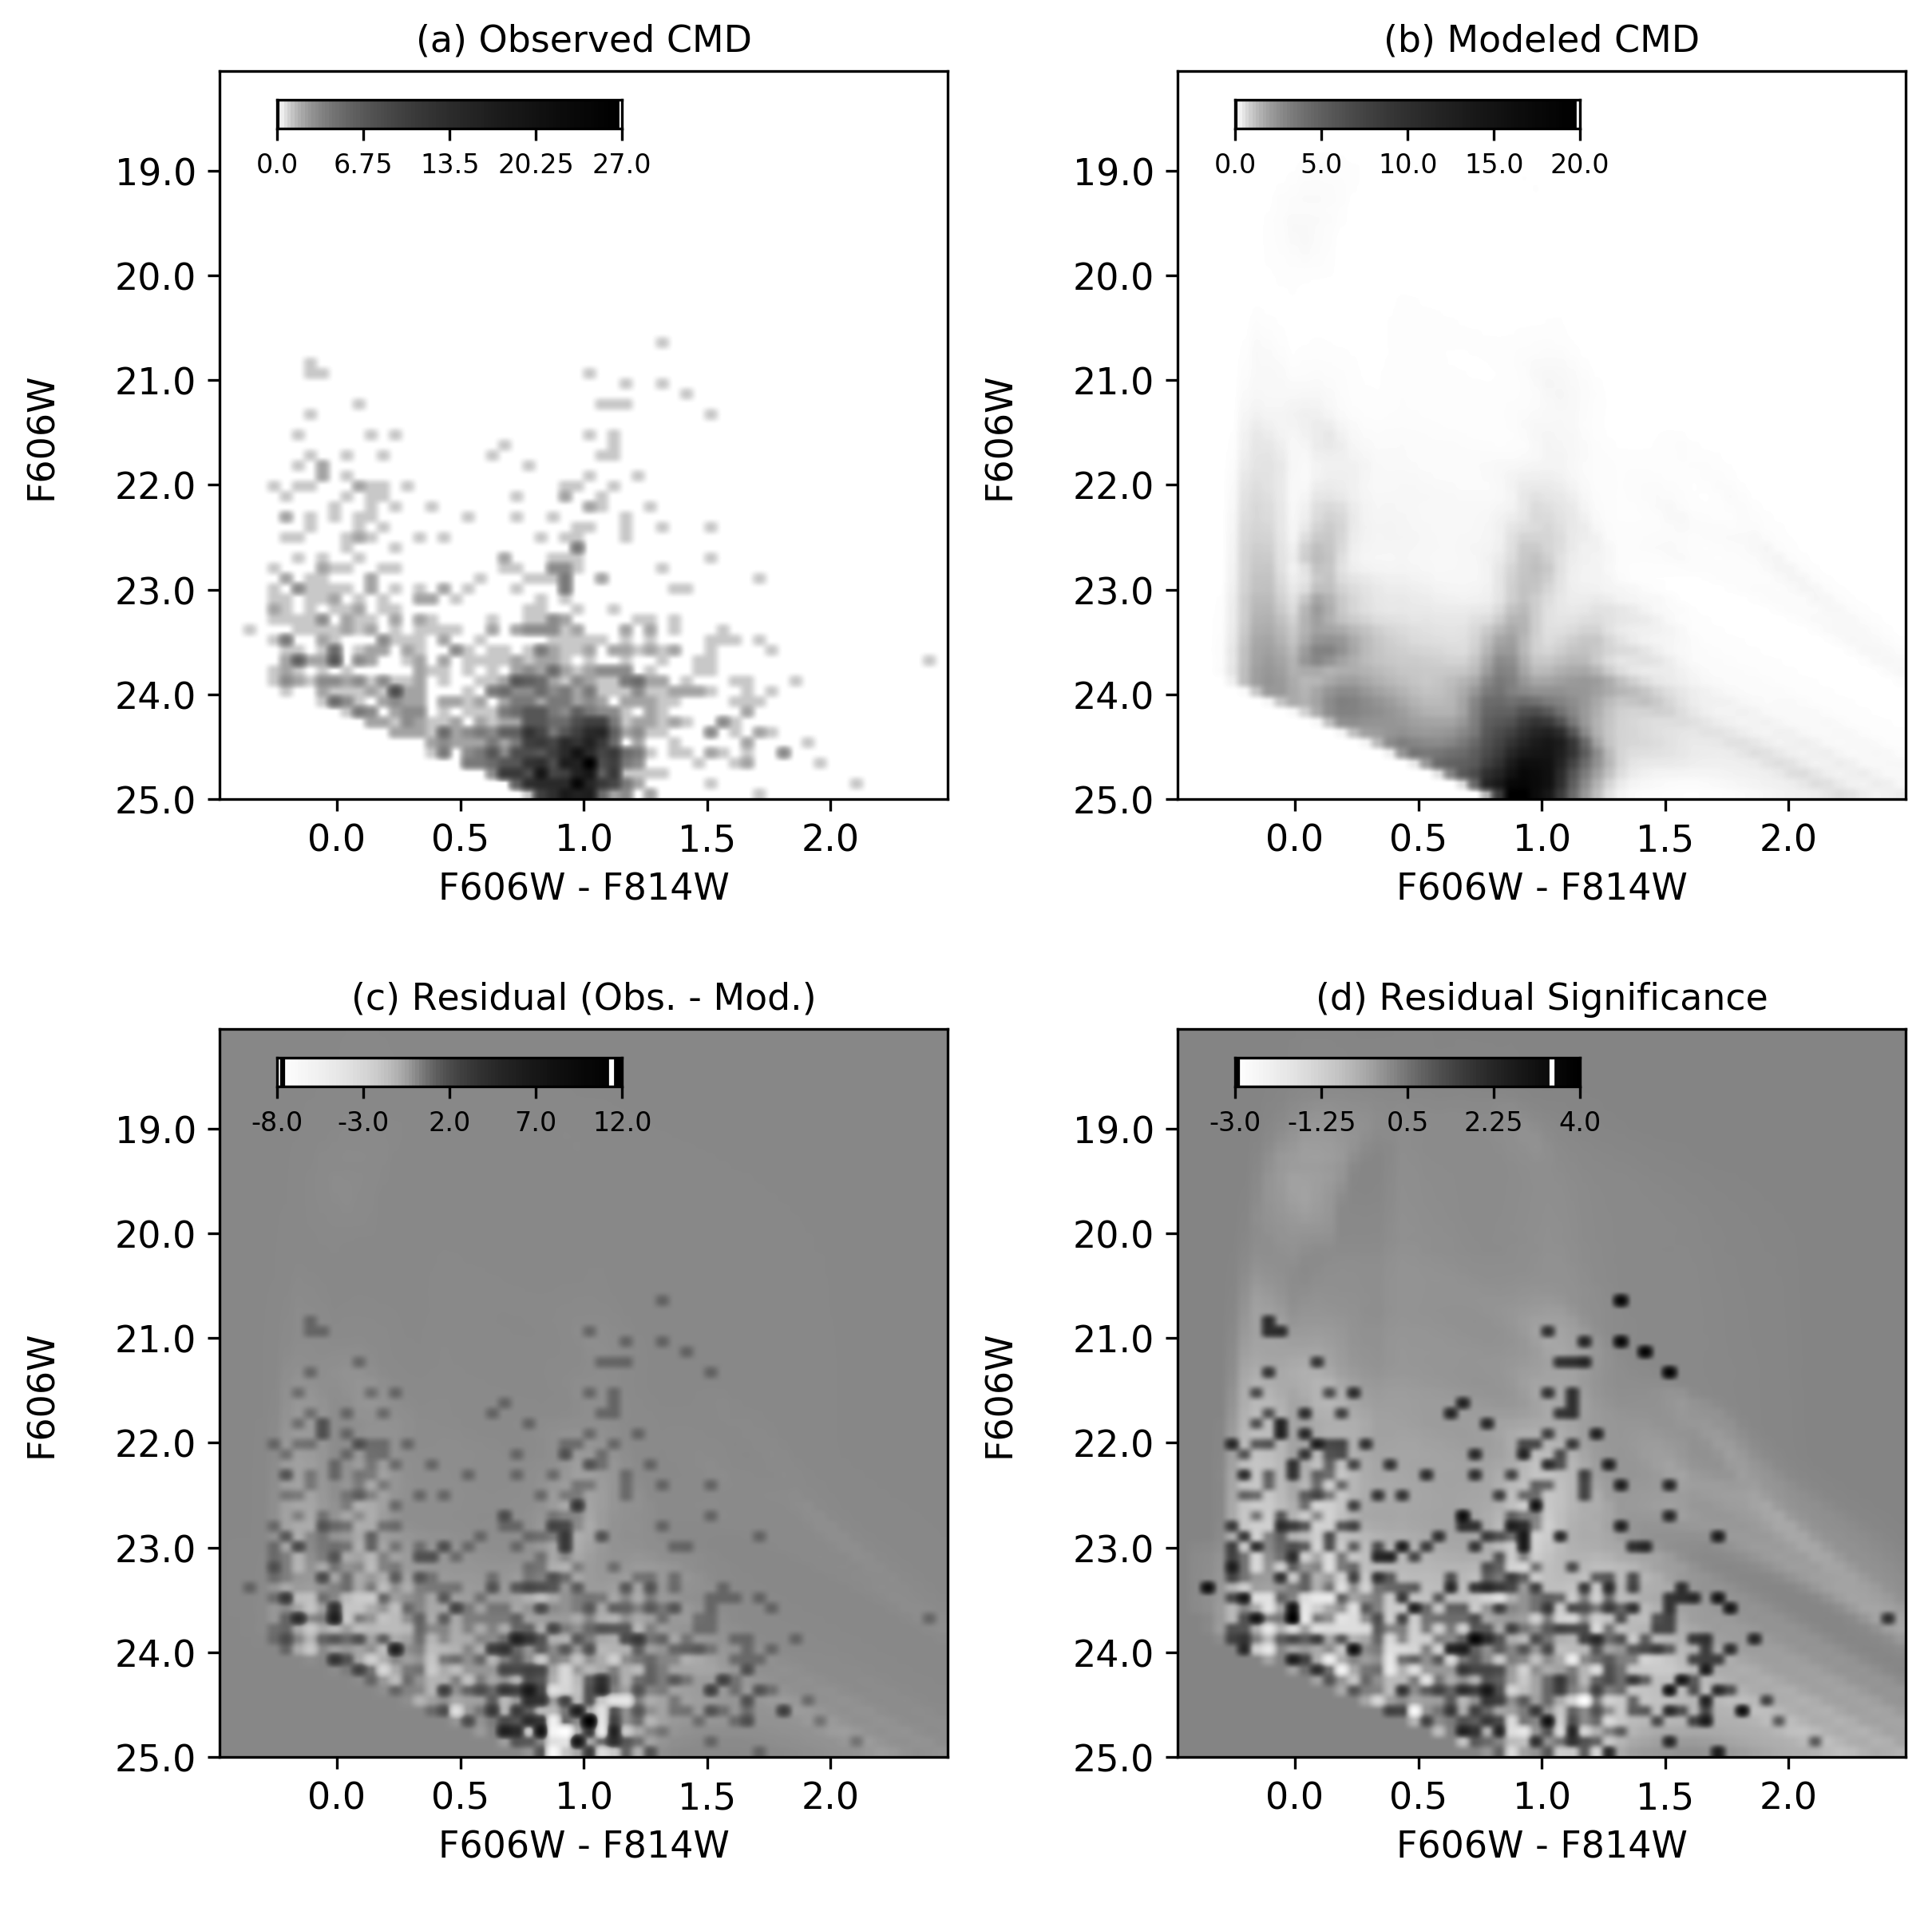 (a) Observed CMD
0.0 6.75 13.5 20.25 27.0
19.0
20.0
21.0
22.0
23.0
24.0
25.0
F606W
0.0 0.5 1.0 1.5 2.0
F606W - F814W
(b) Modeled CMD
0.0 5.0 10.0 15.0 20.0
19.0
20.0
21.0
22.0
23.0
24.0
25.0
F606W
0.0 0.5 1.0 1.5 2.0
F606W - F814W
(c) Residual (Obs. - Mod.)
-8.0 -3.0 2.0 7.0 12.0
19.0
20.0
21.0
22.0
23.0
24.0
25.0
F606W
0.0 0.5 1.0 1.5 2.0
F606W - F814W
(d) Residual Significance
-3.0 -1.25 0.5 2.25 4.0
19.0
20.0
21.0
22.0
23.0
24.0
25.0
F606W
0.0 0.5 1.0 1.5 2.0
F606W - F814W